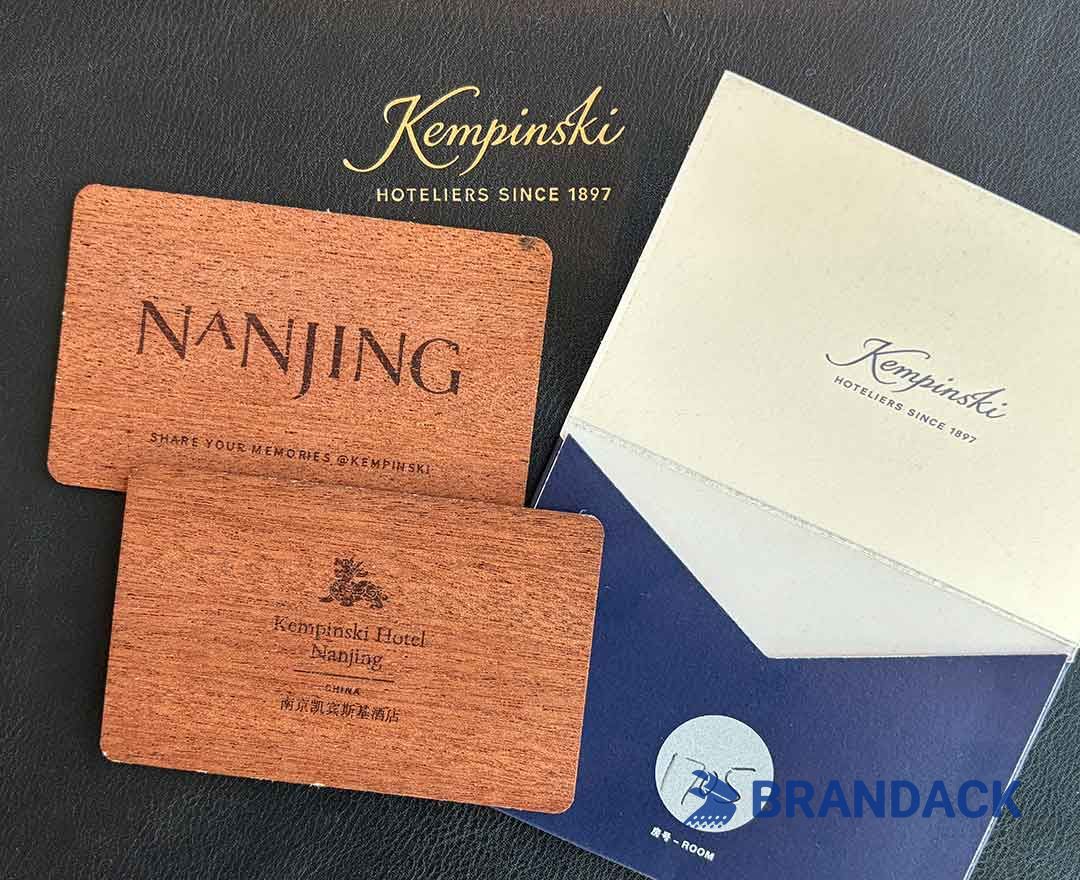 Kempinski
HOTELIERS SINCE 1897
NANJING
SHARE YOUR MEMORIES @KEMPINSKI
Kempinski Hotel
Nanjing
CHINA
南京凯宾斯基酒店
Kempinski
HOTELIERS SINCE 1897
房号 - ROOM
BRANDACK